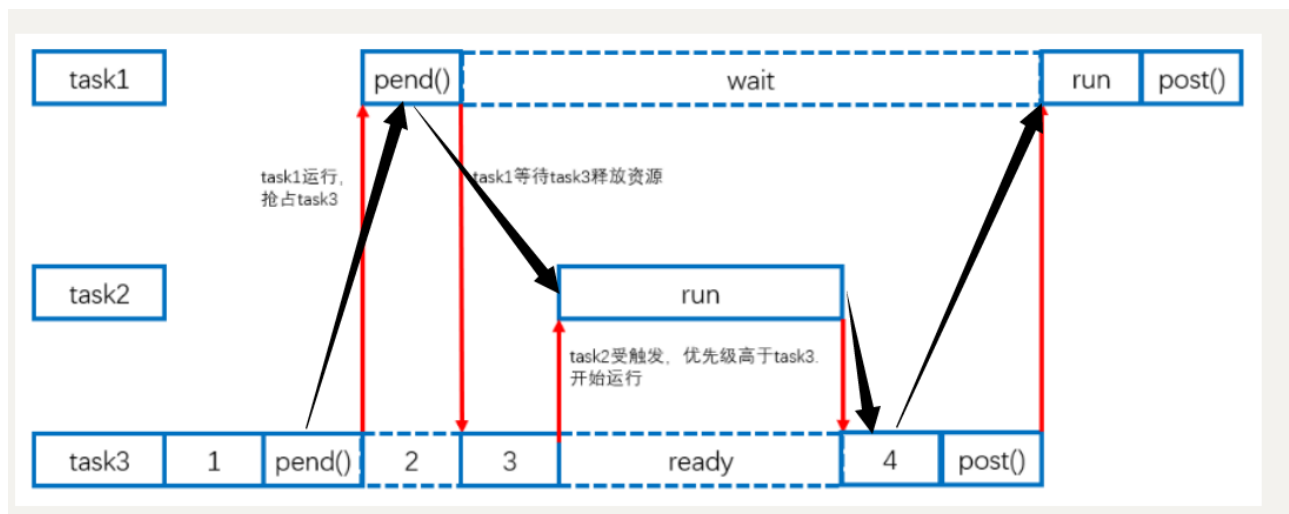 task1
pend()
wait
run
post()
task1运行,
抢占task3
task1等待task3释放资源
task2
run
task2受触发，优先级高于task3.
开始运行
task3
1
pend()
2
3
ready
4
post()